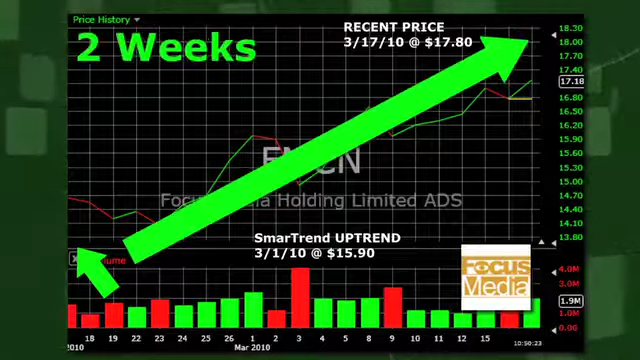 Price History
2 Weeks
RECENT PRICE
3/17/10 @ $17.80
18.30
18.00
17.70
17.40
17.18
16.80
16.50
16.20
15.90
15.60
15.30
15.00
14.70
14.40
14.10
13.80
FMCN
Focus Media Holding Limited ADS
SmarTrend UPTREND
3/1/10 @ $15.90
Focus
Media
4.0M
3.0M
1.9M
1.0M
0.00
18 19 22 23 24 25 26 1 2 3 4 5 8 9 10 11 12 15
2010 Mar 2010 10:50:23